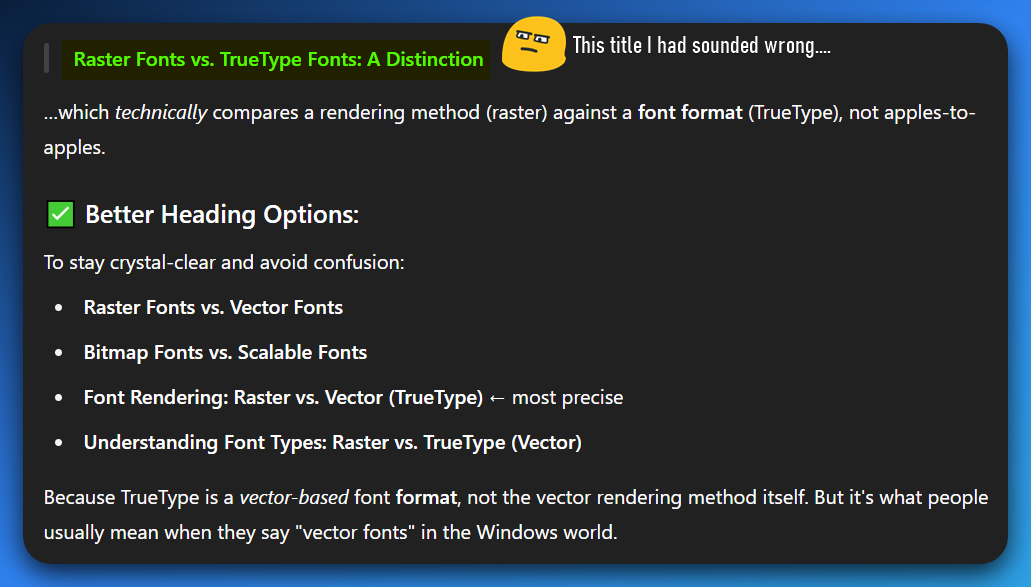 Raster Fonts vs. TrueType Fonts: A Distinction
This title I had sounded wrong....
...which technically compares a rendering method (raster) against a font format (TrueType), not apples-to-
apples.
✅ Better Heading Options:
To stay crystal-clear and avoid confusion:
• Raster Fonts vs. Vector Fonts
• Bitmap Fonts vs. Scalable Fonts
• Font Rendering: Raster vs. Vector (TrueType) ← most precise
• Understanding Font Types: Raster vs. TrueType (Vector)
Because TrueType is a vector-based font format, not the vector rendering method itself. But it's what people
usually mean when they say "vector fonts" in the Windows world.